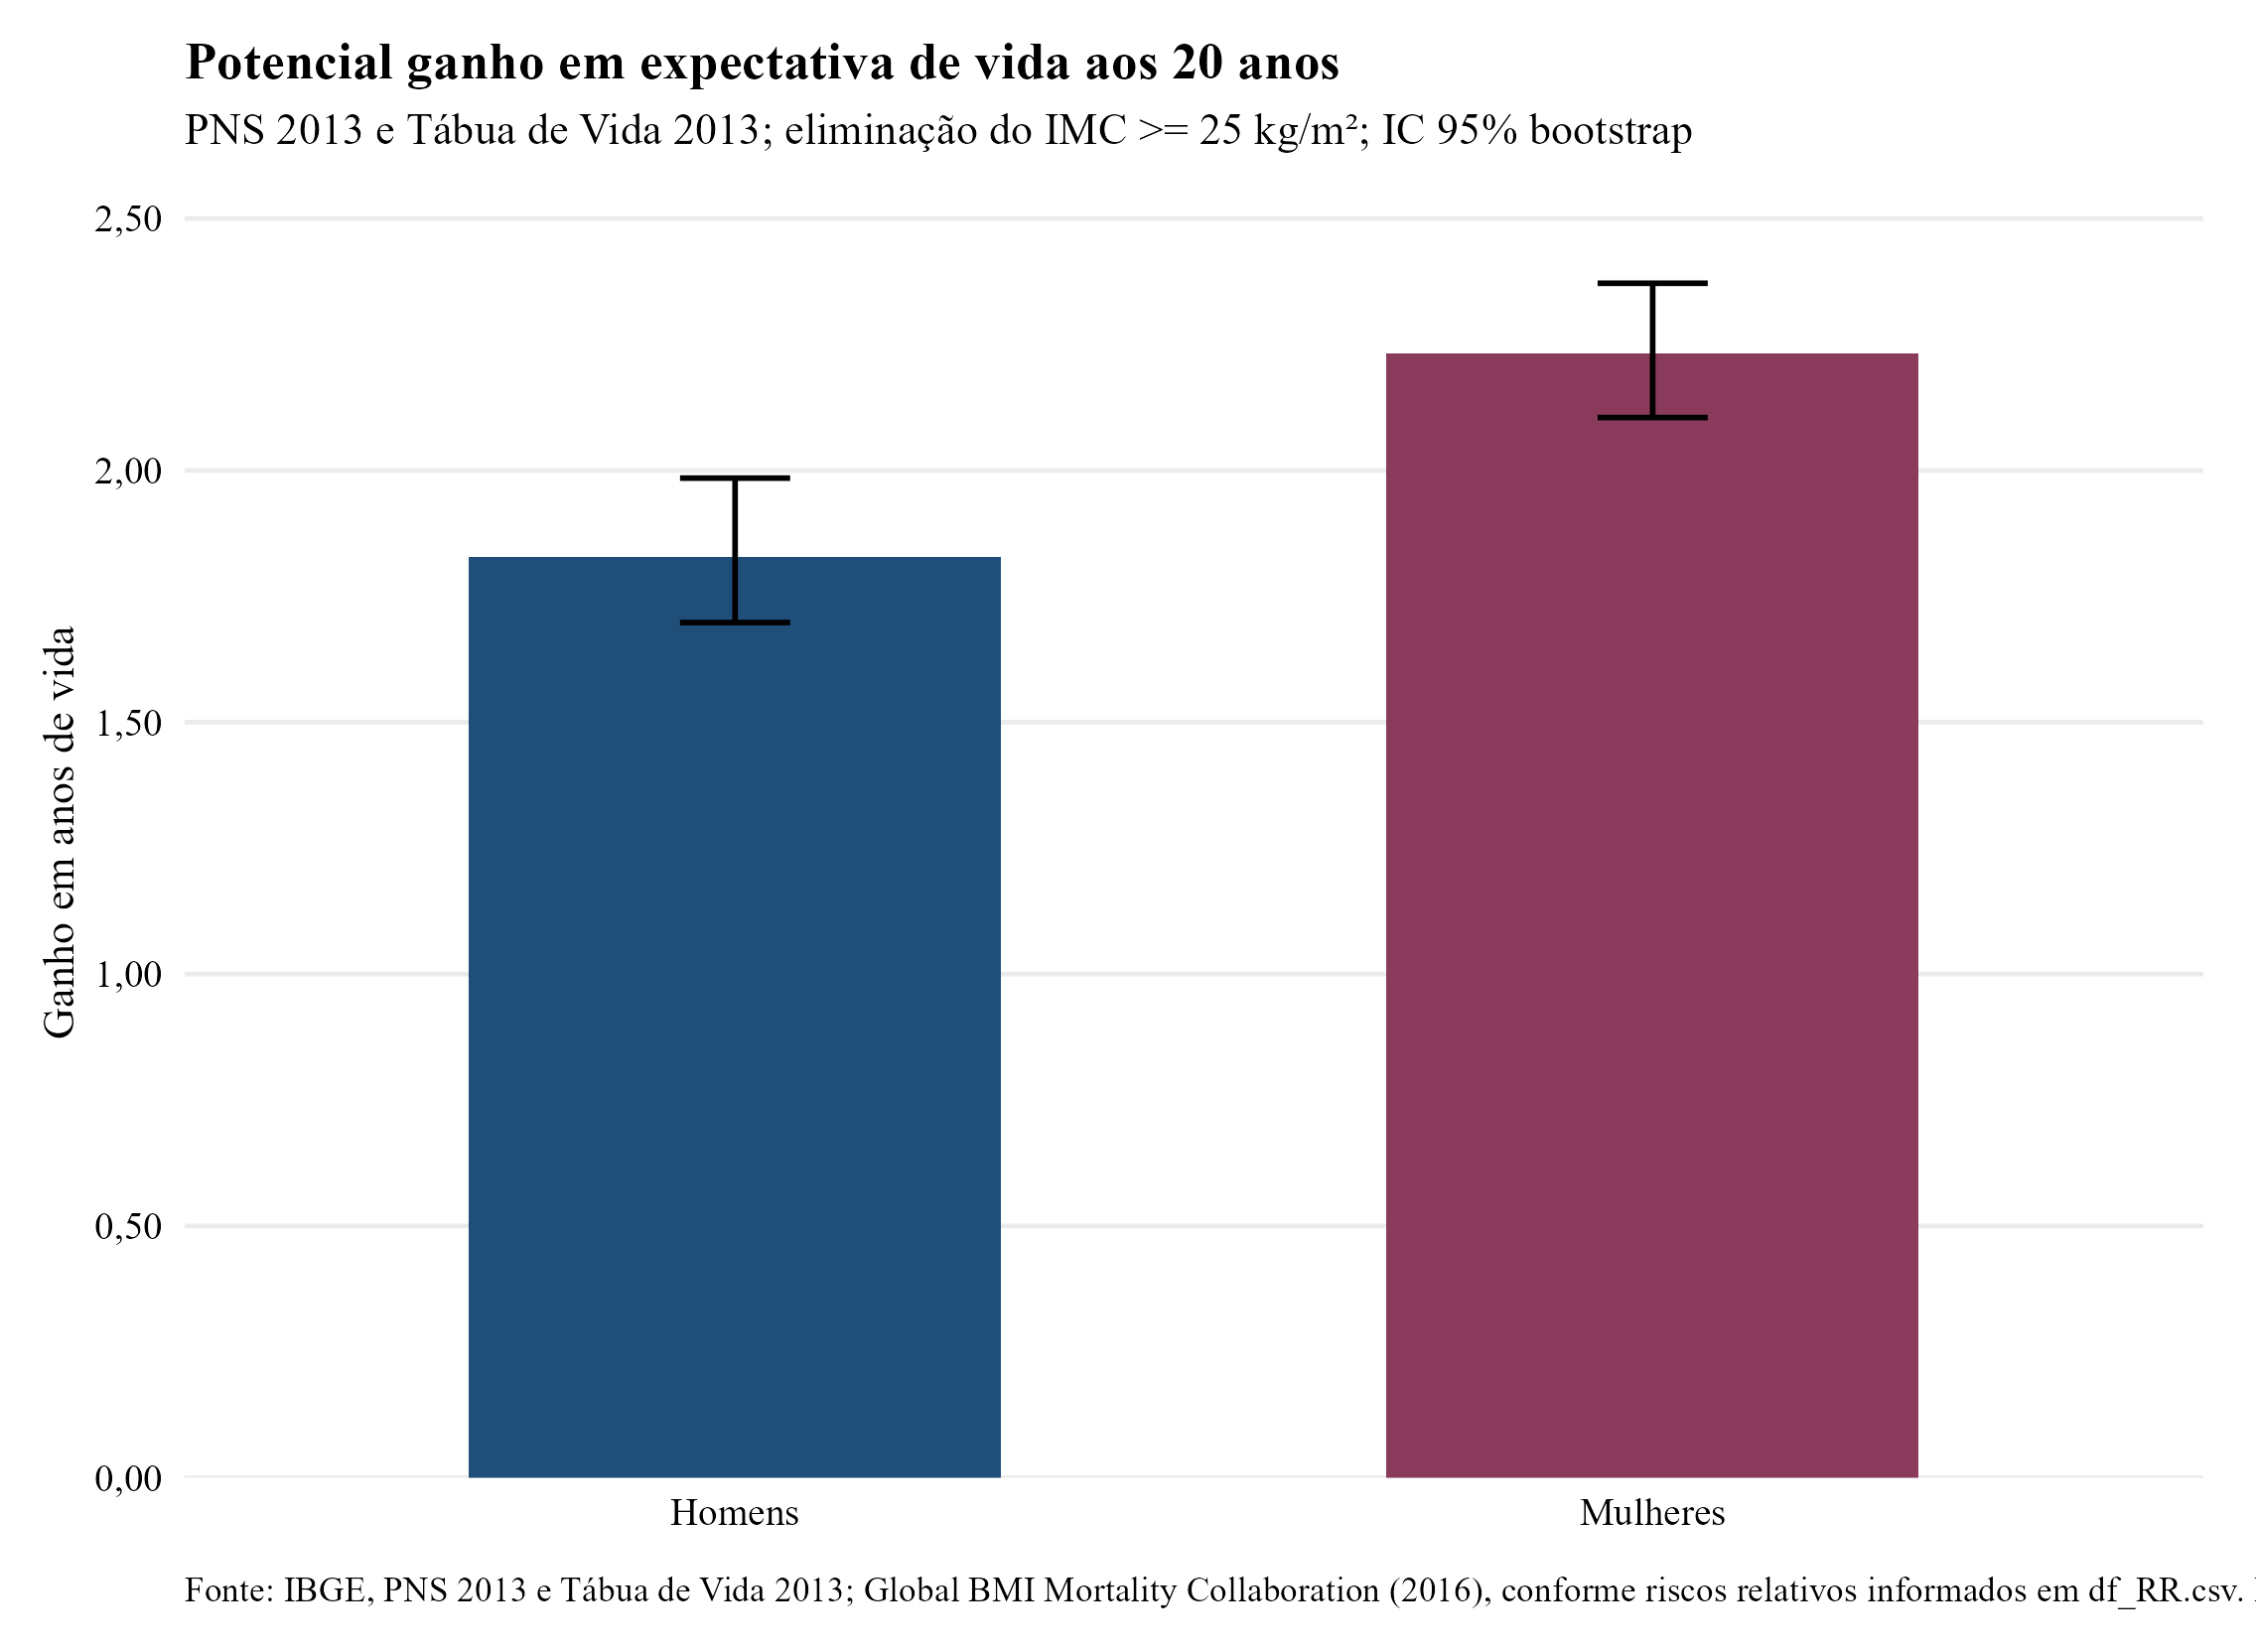 Potencial ganho em expectativa de vida aos 20 anos
PNS 2013 e Tábua de Vida 2013; eliminação do IMC >= 25 kg/m²; IC 95% bootstrap
2,50
2,00
1,50
1,00
0,50
0,00
Ganho em anos de vida
Homens
Mulheres
Fonte: IBGE, PNS 2013 e Tábua de Vida 2013; Global BMI Mortality Collaboration (2016), conforme riscos relativos informados em df_RR.csv.